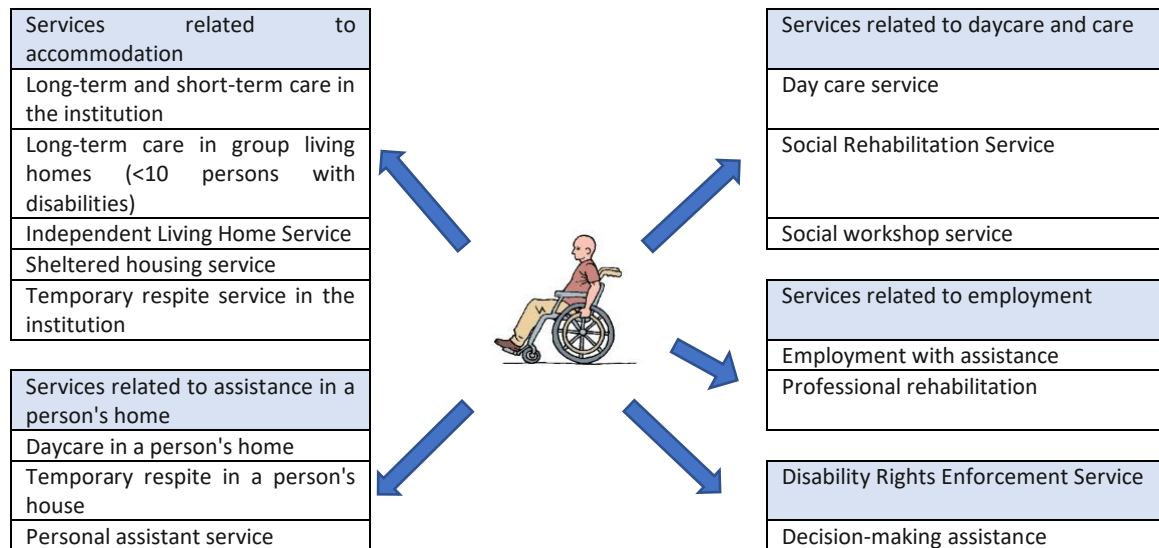 Services related to
accommodation
Long-term and short-term care in
the institution
Long-term care in group living
homes (<10 persons with
disabilities)
Independent Living Home Service
Sheltered housing service
Temporary respite service in the
institution
Services related to assistance in a
person's home
Daycare in a person's home
Temporary respite in a person's
house
Personal assistant service
Services related to daycare and care
Day care service
Social Rehabilitation Service
Social workshop service
Services related to employment
Employment with assistance
Professional rehabilitation
Disability Rights Enforcement Service
Decision-making assistance